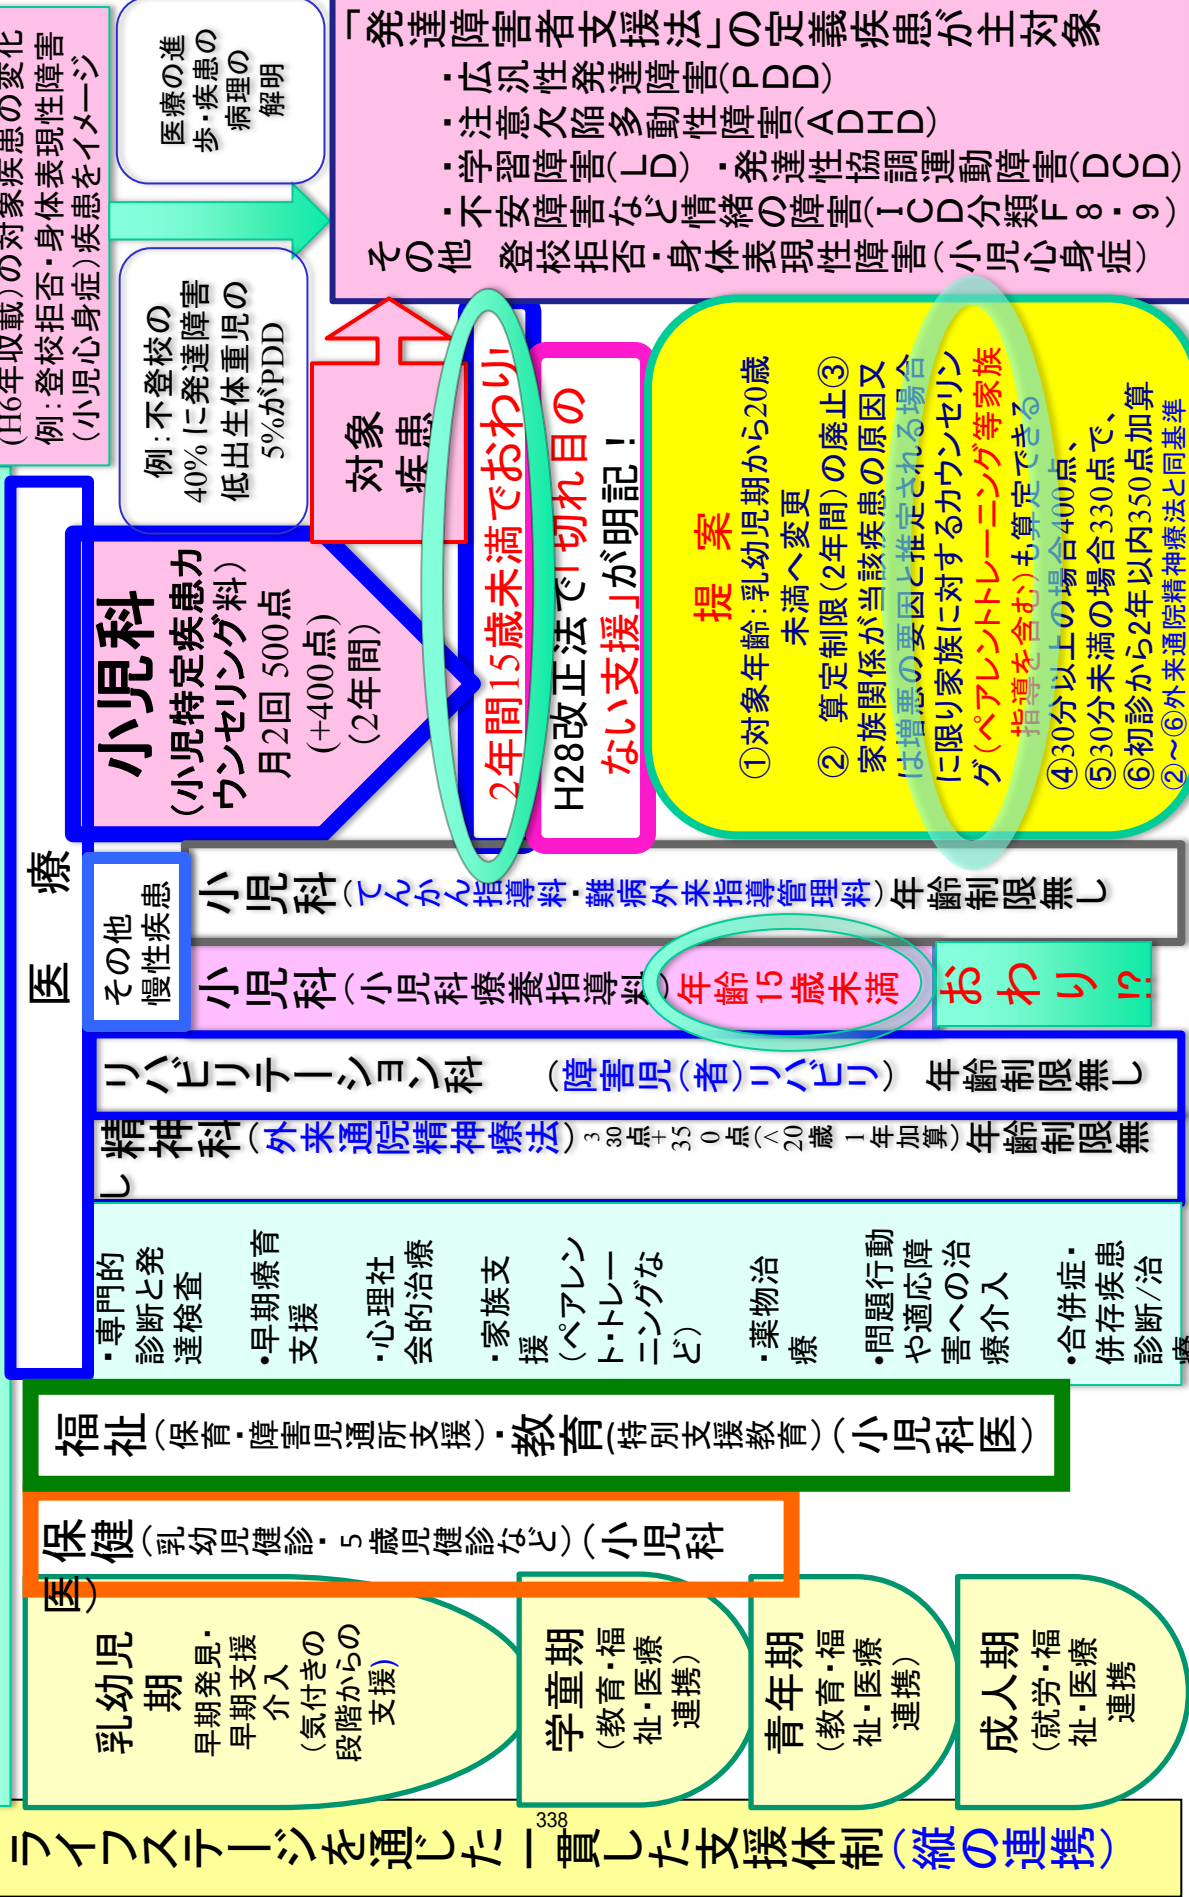 ライフステージを通した一貫した支援体制(縦の連携)
338
乳幼児
期
早期発見・
早期支援
介入
(気付きの
段階からの
支援)
学童期
(教育・福
祉・医療
連携)
青年期
(教育・福
祉・医療
連携)
成人期
(就労・福
祉・医療
連携
保健(乳幼児健診・5歳児健診など)(小児科
医)
福祉(保育・障害児通所支援)・教育(特別支援教育)(小児科医)
医 療
・専門的
診断と発
達検査
・早期療育
支援
・心理社
会的治療
・家族支
援
(ペアレン
ト・トレー
ニングな
ど)
・薬物治
療
・問題行動
や適応障
害への治
療介入
・合併症・
併存疾患
診断/治
療
精神科(外来通院精神療法)330点+350点(<20歳 1年加算)年齢制限無
し
リハビリテーション科 (障害児(者)リハビリ) 年齢制限無し
その他
慢性疾患
小児科(小児科療養指導料)年齢15歳未満
おわり!?
小児科(てんかん指導料・難病外来指導管理料)年齢制限無し
小児科
(小児特定疾患カ
ウンセリング料)
月2回 500点
(+400点)
(2年間)
2年間15歳未満でおわり!
H28改正法で「切れ目の
ない支援」が明記!
提 案
①対象年齢:乳幼児期から20歳
未満へ変更
② 算定制限(2年間)の廃止③
家族関係が当該疾患の原因又
は増悪の要因と推定される場合
に限り家族に対するカウンセリン
グ(ペアレントトレーニング等家族
指導を含む)も算定できる
④30分以上の場合400点、
⑤30分未満の場合330点で、
⑥初診から2年以内350点加算
②~⑥外来通院精神療法と同基準
対象
疾患
例:不登校の
40% に発達障害
低出生体重児の
5%がPDD
医療の進
歩・疾患の
病理の
解明
(H6年収載)の対象疾患の変化
例:登校拒否・身体表現性障害
(小児心身症)疾患をイメージ
「発達障害者支援法」の定義疾患が主対象
・広汎性発達障害(PDD)
・注意欠陥多動性障害(ADHD)
・学習障害(LD)・発達性協調運動障害(DCD)
・不安障害など情緒の障害(ICD分類F8・9)
その他 登校拒否・身体表現性障害(小児心身症)